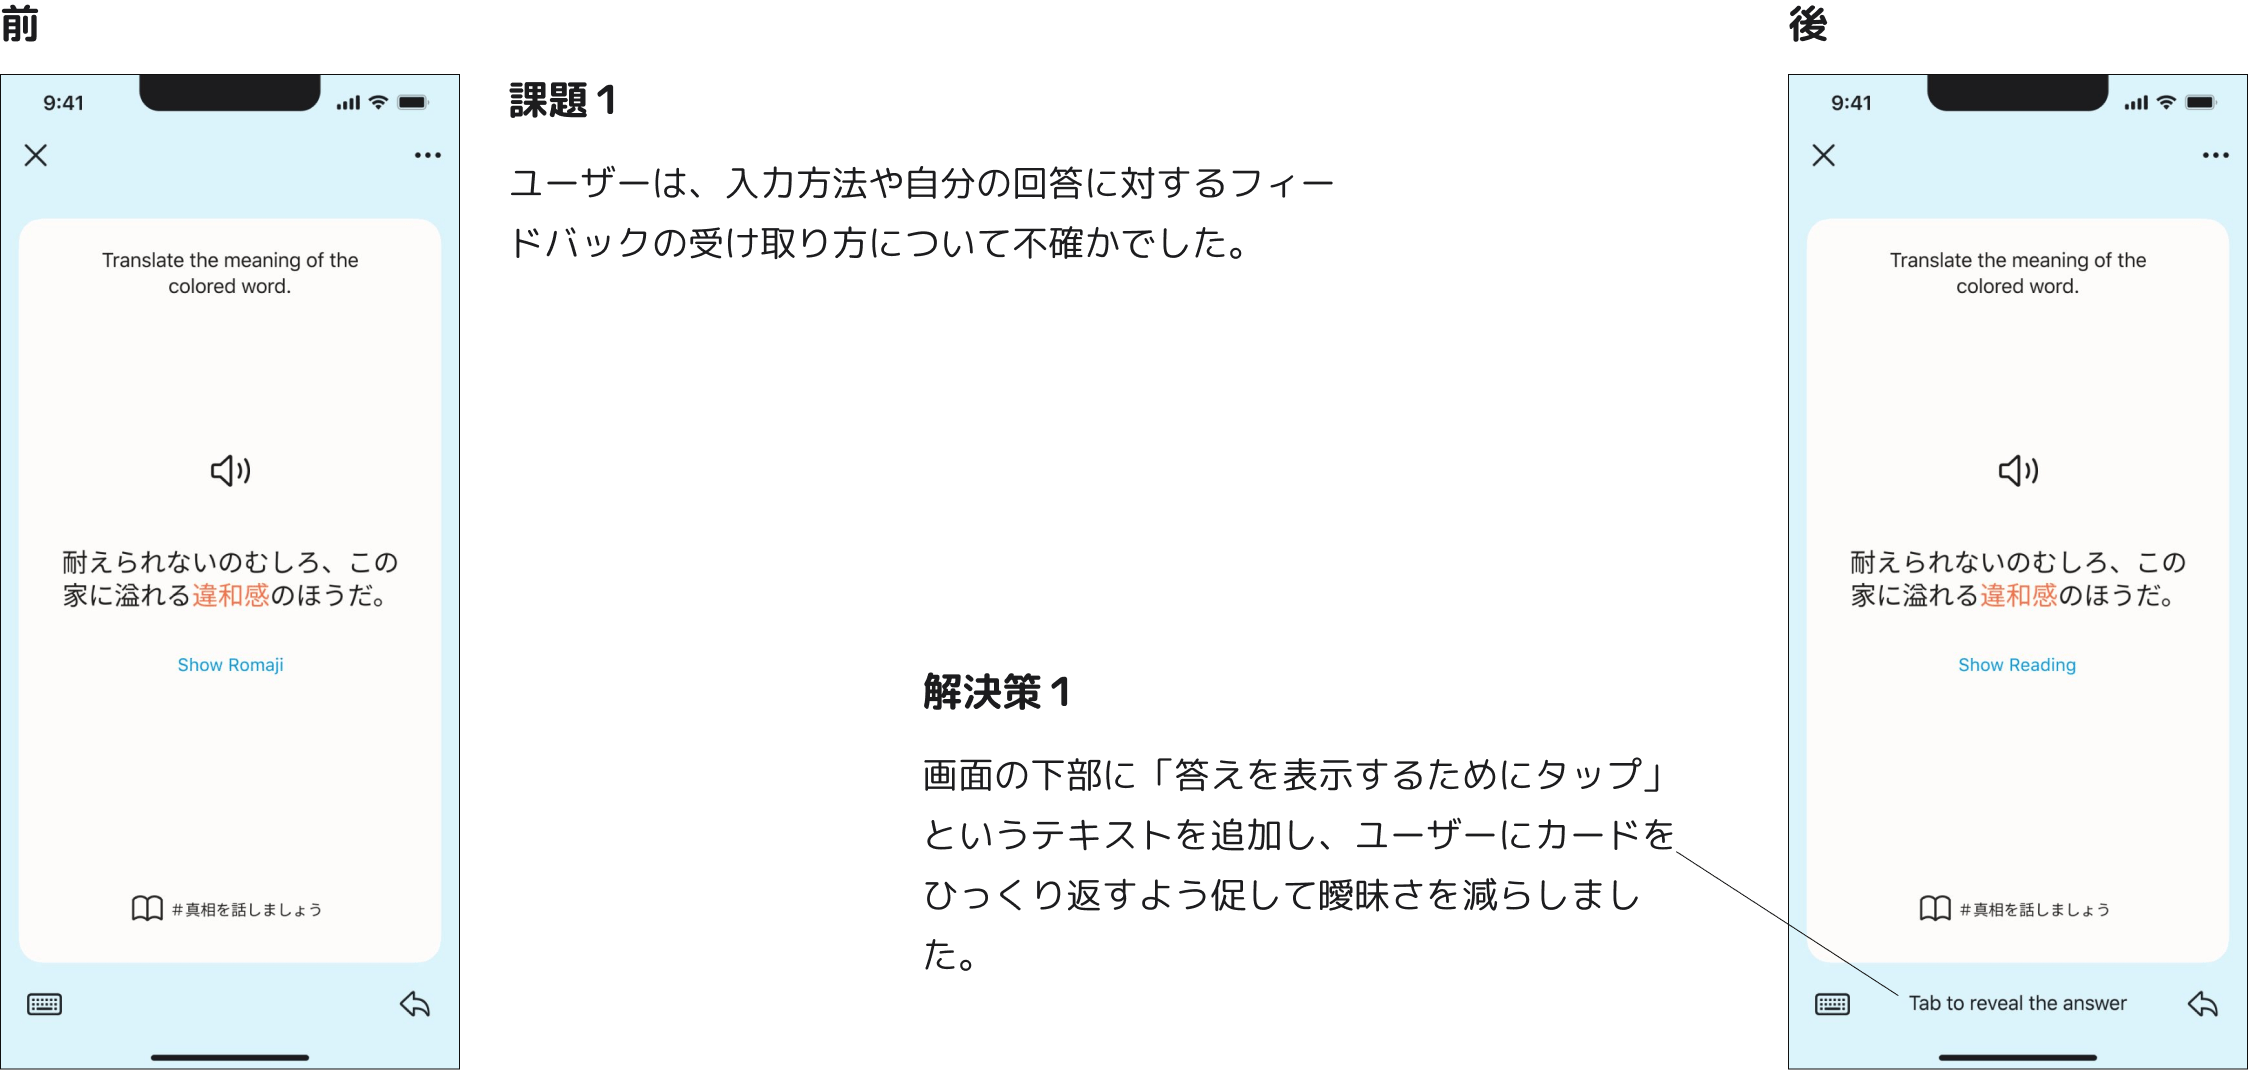 前
9:41
Translate the meaning of the
colored word.
耐えられないのむしろ、この
家に溢れる違和感のほうだ。
Show Romaji
#真相を話しましょう
課題1
ユーザーは、入力方法や自分の回答に対するフィー
ドバックの受け取り方について不確かでした。
解決策1
画面の下部に「答えを表示するためにタップ」
というテキストを追加し、ユーザーにカードを
ひっくり返すよう促して曖昧さを減らしまし
た。
後
9:41
Translate the meaning of the
colored word.
耐えられないのむしろ、この
家に溢れる違和感のほうだ。
Show Reading
#真相を話しましょう
Tab to reveal the answer